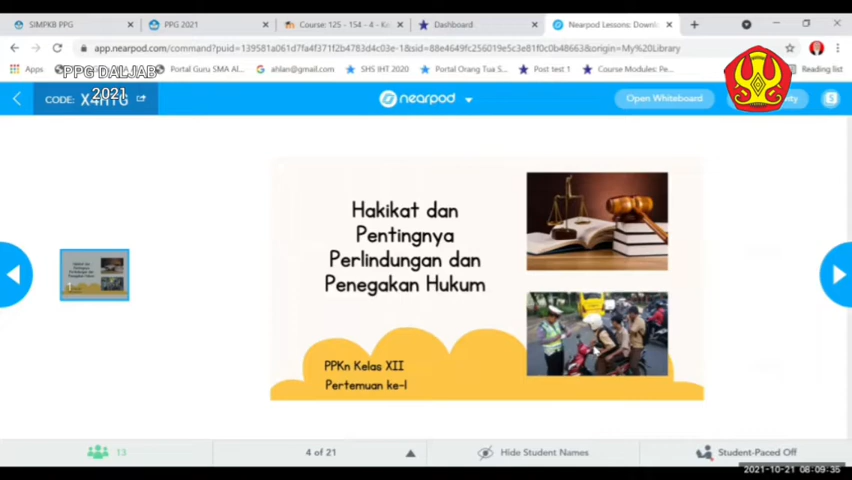 SIMPKB PPG
PPG 2021
Course: 125 - 154 - 4 - Ke
Dashboard
Nearpod Lessons: Downl
app.nearpod.com/command?puid=139581a061d7fa4f371f2b4783d4c03e-1&sid=88e4649fc256019e5c3e81f0c0b48663&origin=My%20Library
Apps
Portal Guru SMA Al...
ahlan@gmail.com
SHS IHT 2020
Portal Orang Tua S...
Post test 1
Course Modules: Pe...
Reading list
PPG DALJAB
2021
CODE:
nearpod
Open Whiteboard
Hakikat dan
Pentingnya
Perlindungan dan
Penegakan Hukum
PPKn Kelas XII
Pertemuan ke-1
1
13
4 of 21
Hide Student Names
Student-Paced Off
2021-10-21 08:09:35